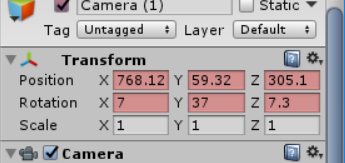 Camera (1) Static
Tag Untagged Layer Default
Transform
Position X 768.12 Y 59.32 Z 305.1
Rotation X 7 Y 37 Z 7.3
Scale X 1 Y 1 Z 1
Camera